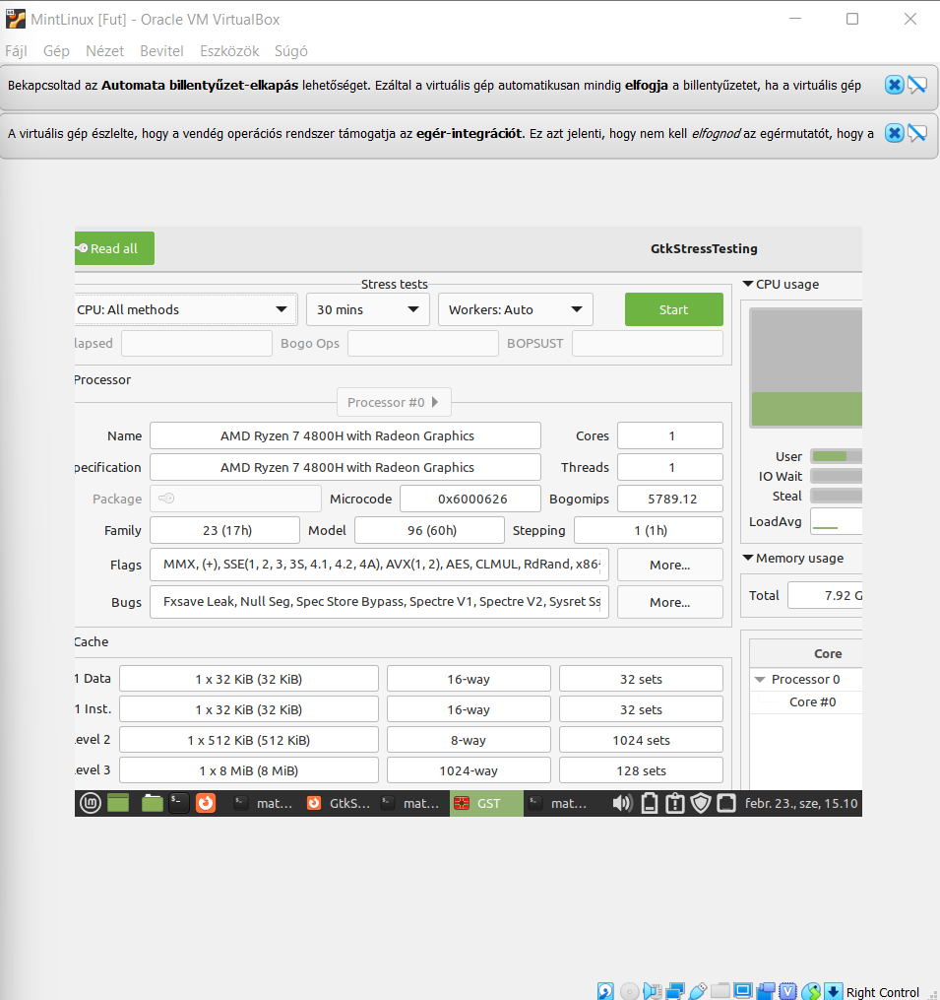 MintLinux [Fut] - Oracle VM VirtualBox
Fájl Gép Nézet Bevitel Eszközök Súgó
Bekapcsoltad az Automata billentyűzet-elkapás lehetőséget. Ezáltal a virtuális gép automatikusan mindig elfogja a billentyűzetet, ha a virtuális gép
A virtuális gép észlelte, hogy a vendég operációs rendszer támogatja az egér-integrációt. Ez azt jelenti, hogy nem kell elfognod az egérmutatót, hogy a
Read all GtkStressTesting
Stress tests CPU usage
CPU: All methods 30 mins Workers: Auto Start
lapsed Bogo Ops BOPSUST
Processor
Processor #0
Name AMD Ryzen 7 4800H with Radeon Graphics Cores 1 User
pecification AMD Ryzen 7 4800H with Radeon Graphics Threads 1 IO Wait
Package Microcode 0x6000626 Bogomips 5789.12 Steal
Family 23 (17h) Model 96 (60h) Stepping 1 (1h) LoadAvg
Flags MMX, (+), SSE(1, 2, 3, 3S, 4.1, 4.2, 4A), AVX(1, 2), AES, CLMUL, RdRand, x86- More... Memory usage
Bugs Fxsave Leak, Null Seg, Spec Store Bypass, Spectre V1, Spectre V2, Sysret Ss More... Total 7.92 G
Cache
Core
1 Data 1 x 32 KiB (32 KiB) 16-way 32 sets Processor 0
1 Inst. 1 x 32 KiB (32 KiB) 16-way 32 sets Core #0
evel 2 1 x 512 KiB (512 KiB) 8-way 1024 sets
evel 3 1 x 8 MiB (8 MiB) 1024-way 128 sets
mat... GtkS... mat... GST mat... febr. 23., sze, 15.10
Right Control